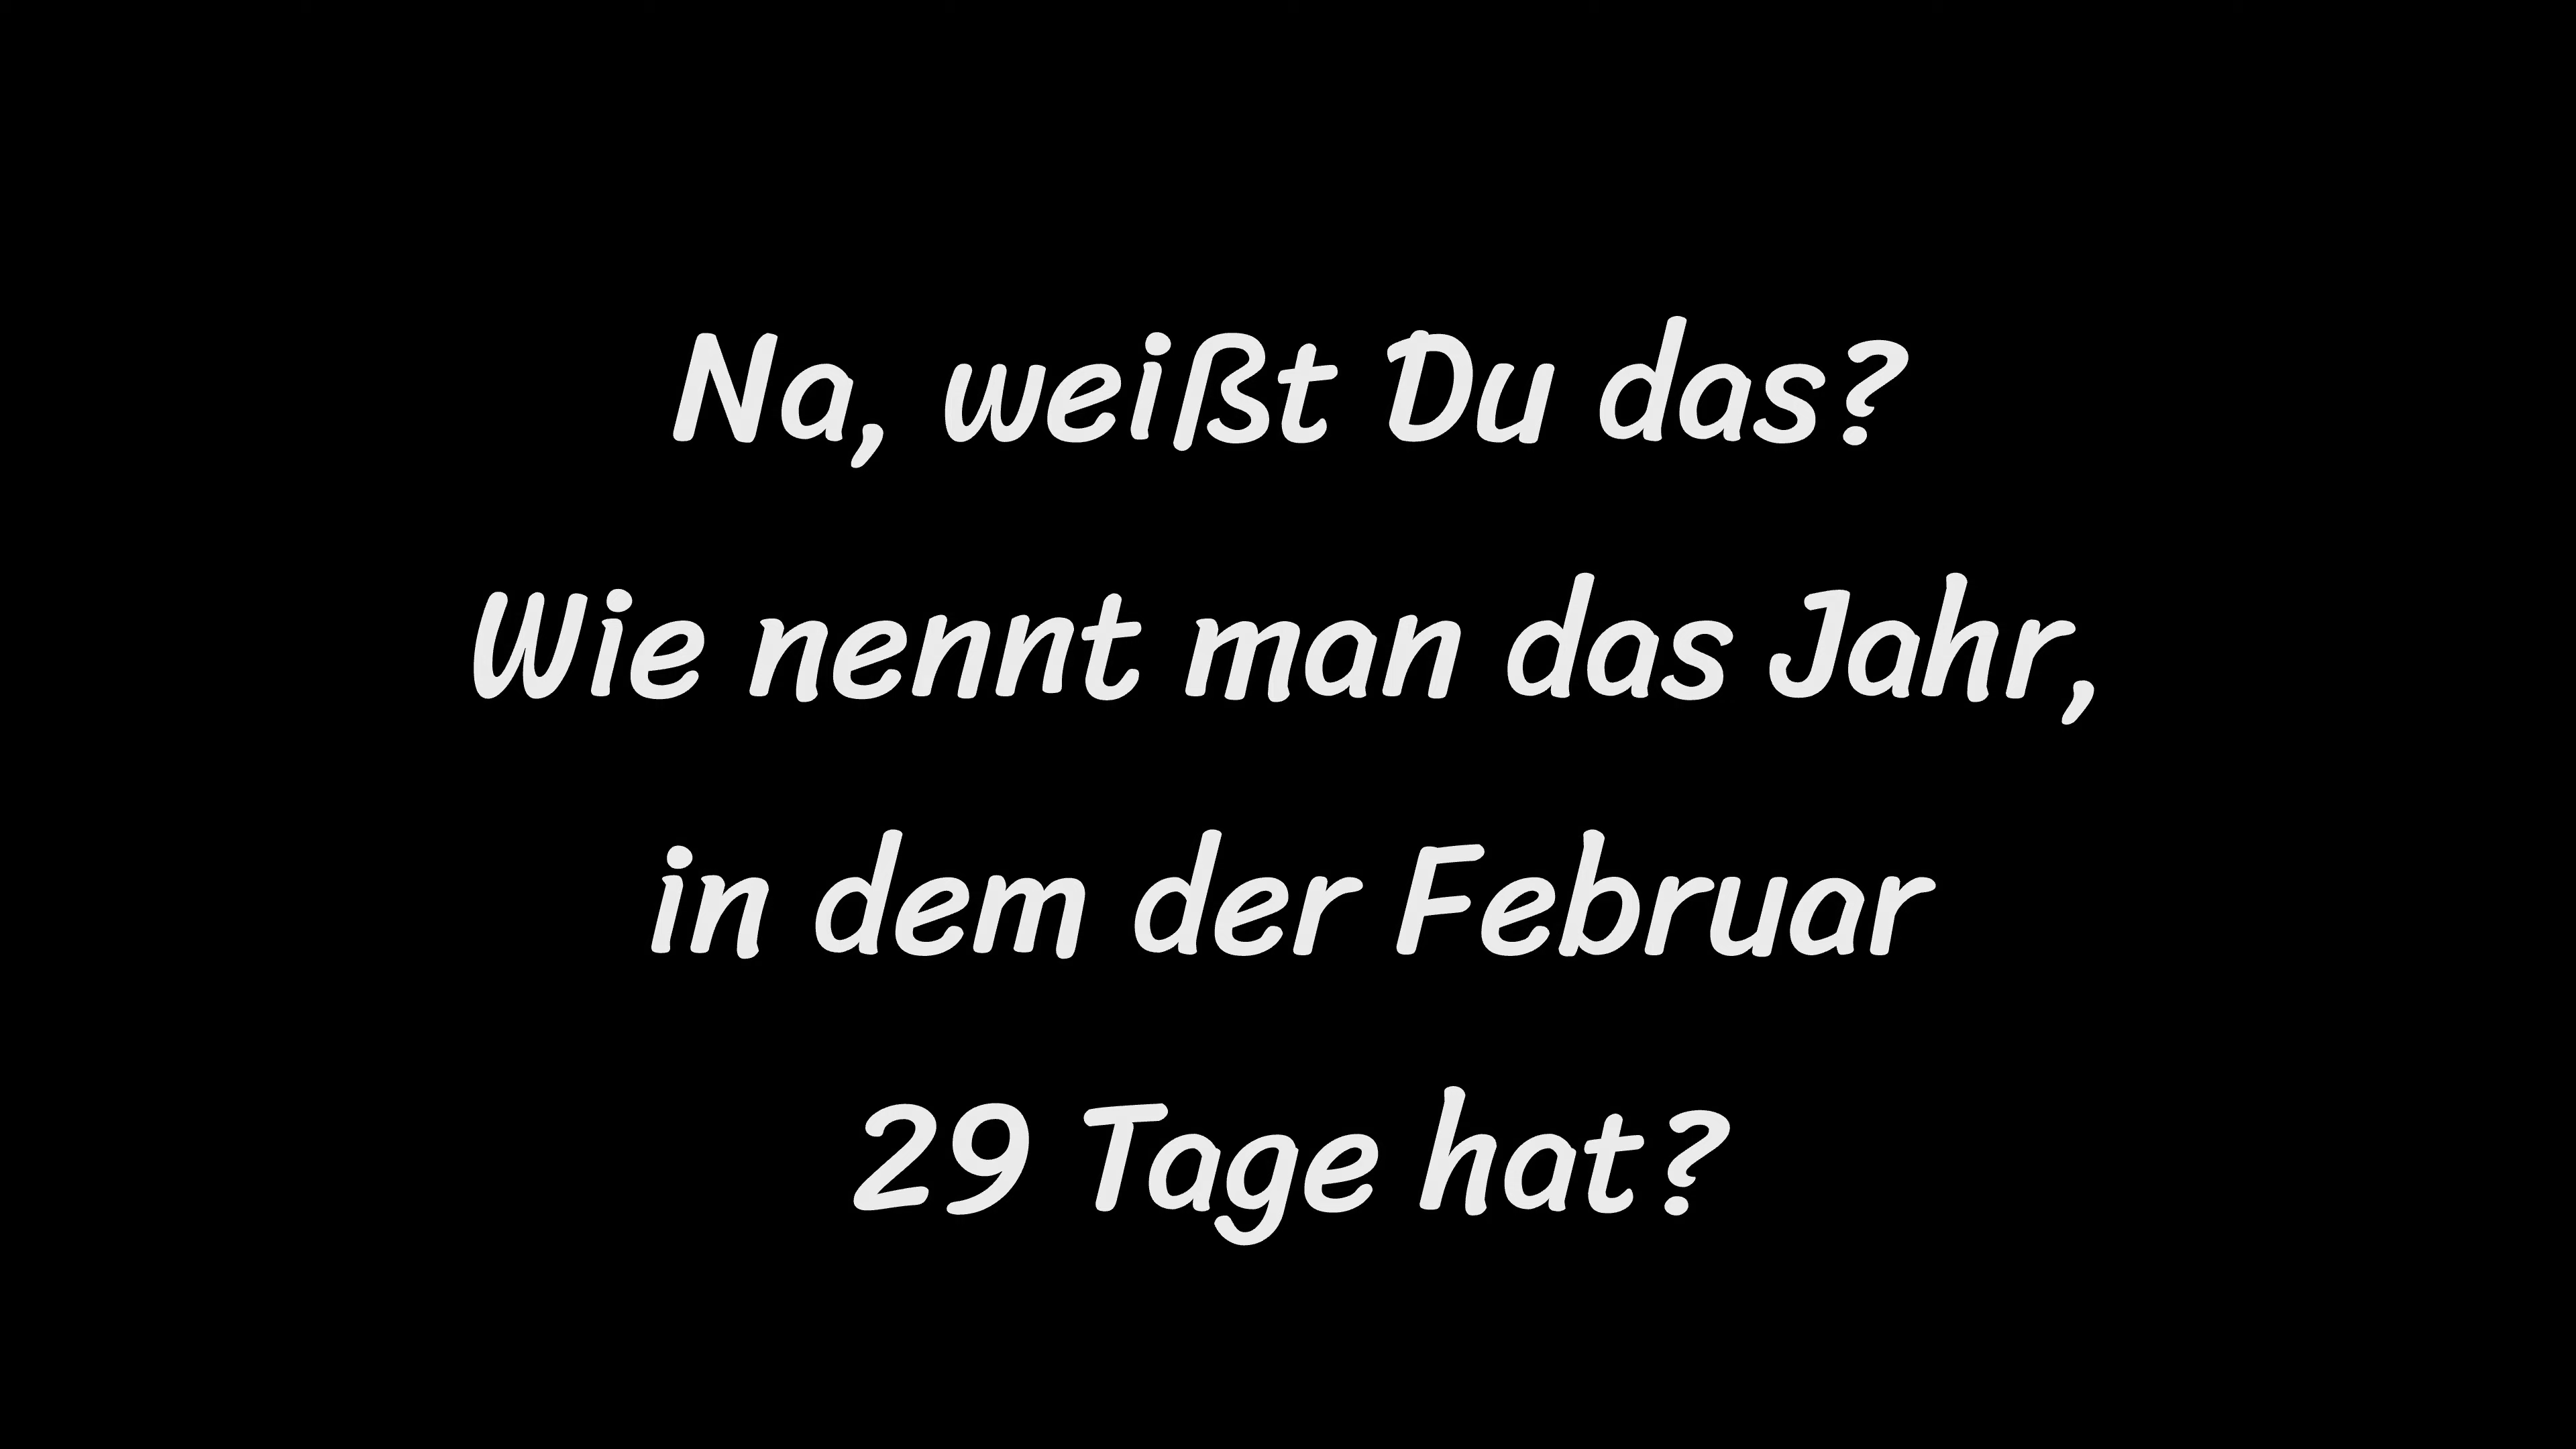 Na, weißt Du das?
Wie nennt man das Jahr,
in dem der Februar
29 Tage hat?